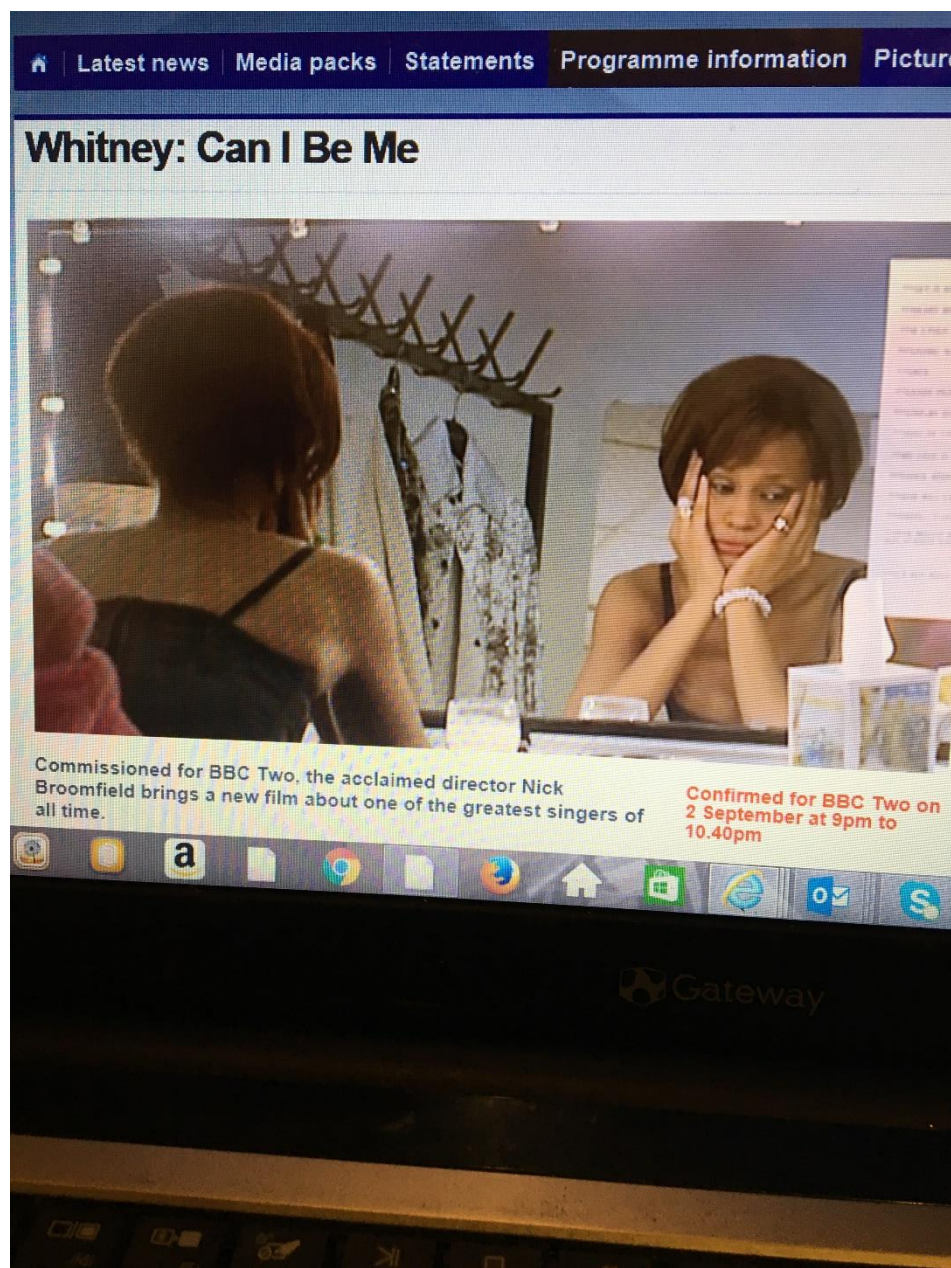 Latest news Media packs Statements Programme information Picture
Whitney: Can I Be Me
Commissioned for BBC Two, the acclaimed director Nick
Broomfield brings a new film about one of the greatest singers of
all time.
Confirmed for BBC Two on
2 September at 9pm to
10.40pm
a
O
S
Gateway